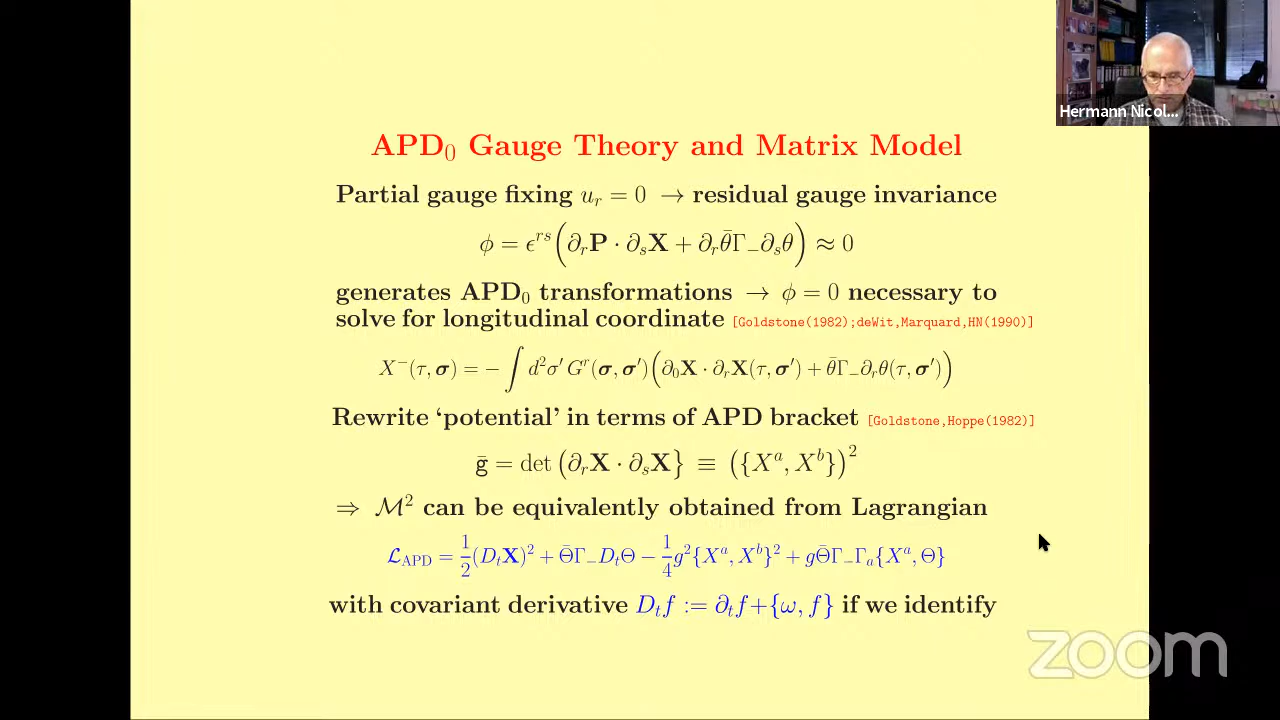 Hermann Nicol...
APD₀ Gauge Theory and Matrix Model
Partial gauge fixing u_r = 0 → residual gauge invariance
ϕ = ϵ^{rs}(∂_r P · ∂_s X + ∂_r θ̄Γ_−∂_s θ) ≈ 0
generates APD₀ transformations → ϕ = 0 necessary to
solve for longitudinal coordinate [Goldstone(1982);deWit,Marquard,HN(1990)]
X^−(τ, σ) = − ∫ d²σ′ G^r(σ, σ′)(∂₀X · ∂_r X(τ, σ′) + θ̄Γ_−∂_r θ(τ, σ′))
Rewrite ‘potential’ in terms of APD bracket [Goldstone,Hoppe(1982)]
ḡ = det (∂_r X · ∂_s X} ≡ ({X^a, X^b})²
⇒ ℳ² can be equivalently obtained from Lagrangian
ℒ_APD = 1/2 (D_t X)² + Θ̄Γ_−D_tΘ − 1/4 g²{X^a, X^b}² + gΘ̄Γ_−Γ_a{X^a, Θ}
with covariant derivative D_t f := ∂_t f+{ω, f} if we identify
zoom